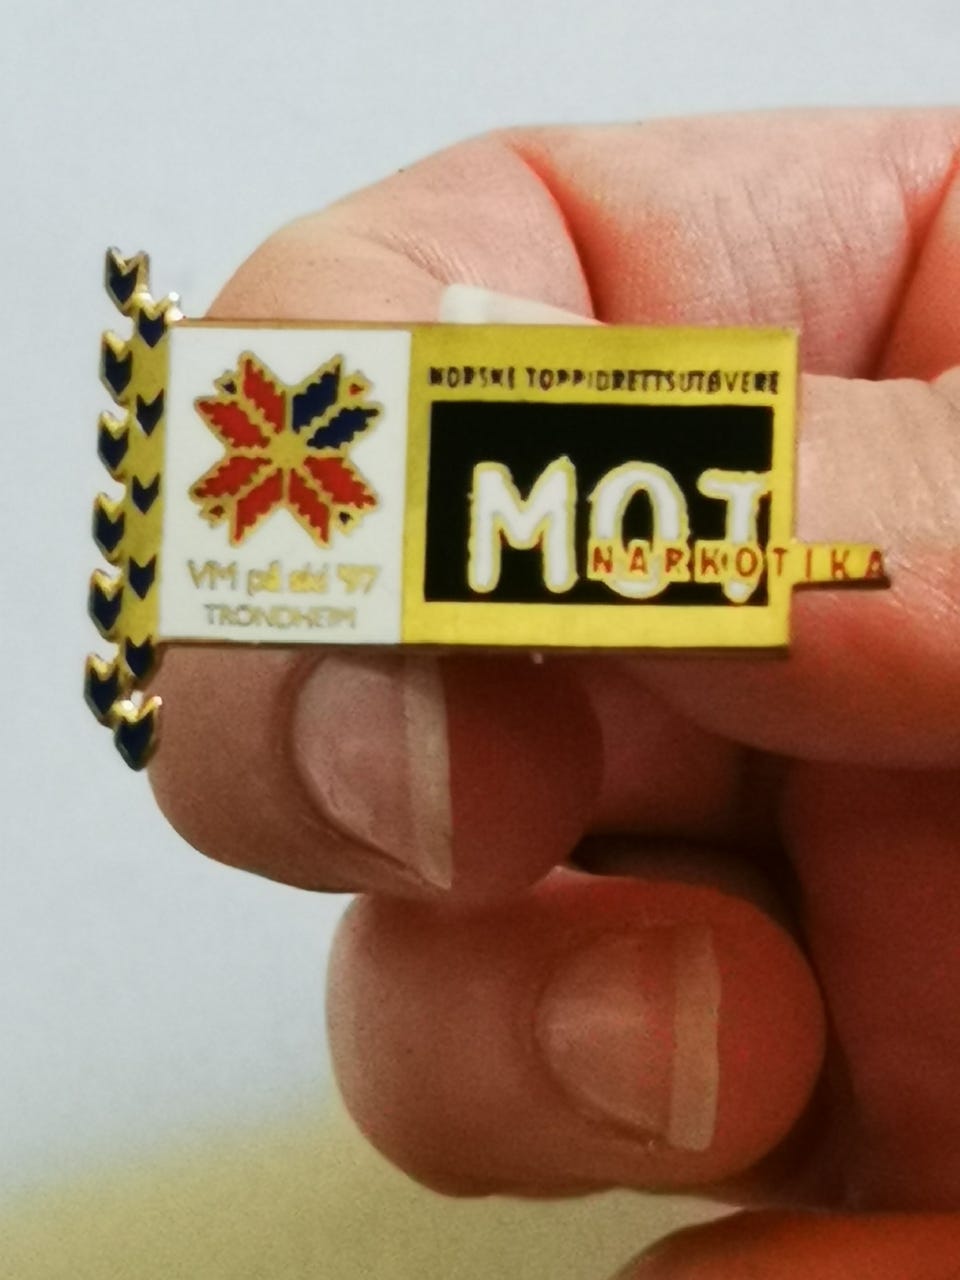 VM på ski '97
TRONDHEIM
NORSKE TOPPIDRETTSUTØVERE
MOT
NARKOTIKA